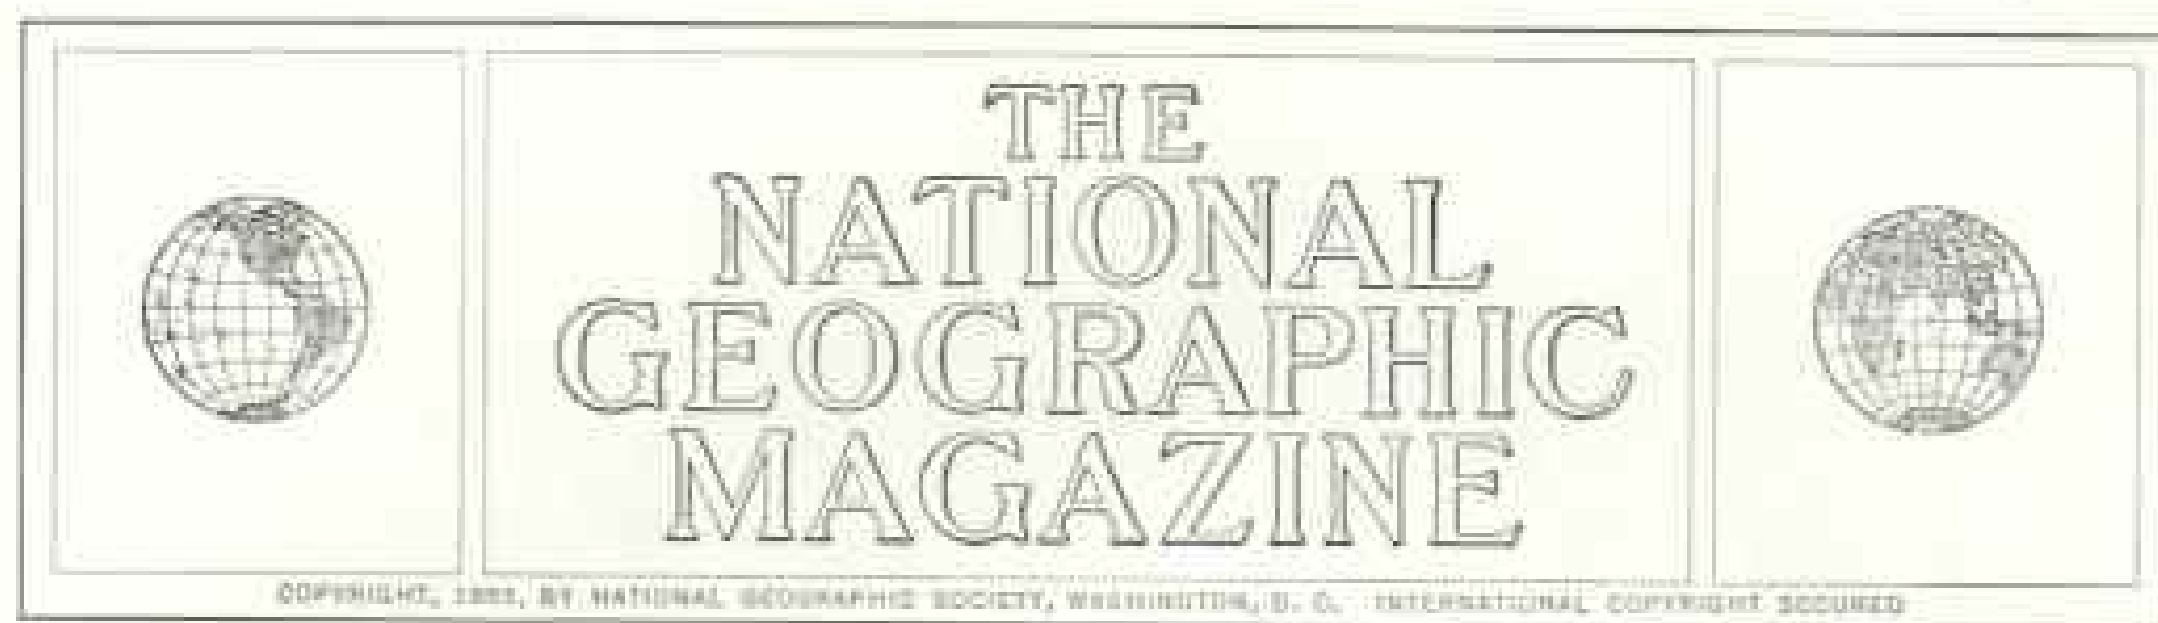 THE
NATIONAL
GEOGRAPHIC
MAGAZINE
COPYRIGHT, BY NATIONAL GEOGRAPHIC SOCIETY, WASHINGTON, D. C. INTERNATIONAL COPYRIGHT SECURED